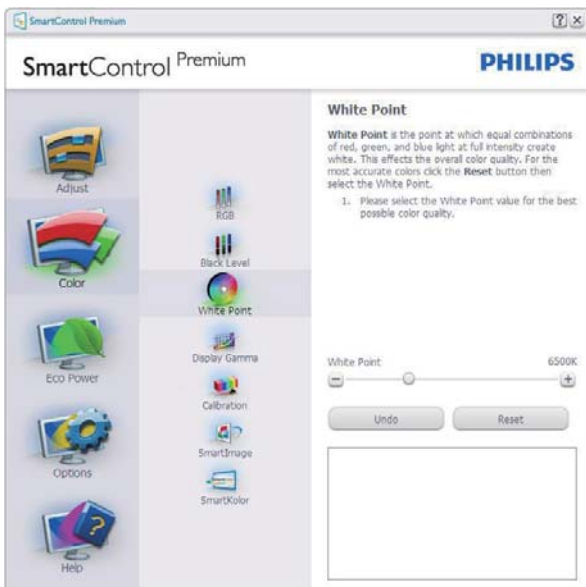 SmartControl Premium
SmartControl Premium
PHILIPS
Adjust
Color
Eco Power
Options
Help
RGB
Black Level
White Point
Display Gamma
Calibration
SmartImage
SmartKolor
White Point
White Point is the point at which equal combinations
of red, green, and blue light at full intensity create
white. This effects the overall color quality. For the
most accurate colors click the Reset button then
select the White Point.
1. Please select the White Point value for the best
possible color quality.
White Point 6500K
Undo Reset